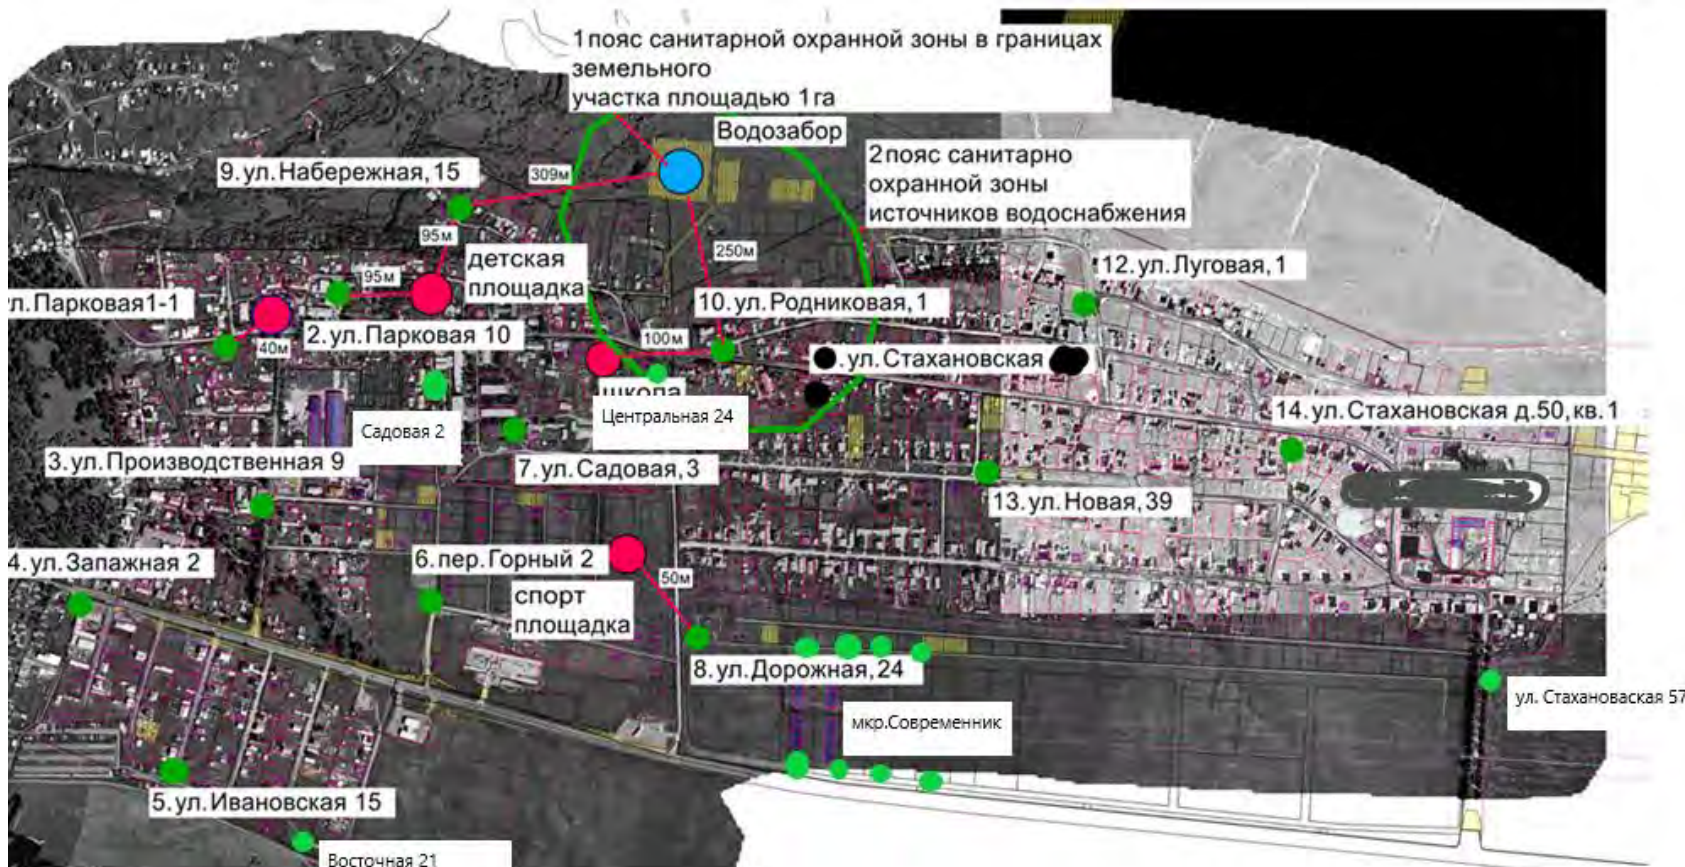 1 пояс санитарной охранной зоны в границах
земельного
участка площадью 1 га
Водозабор
2 пояс санитарно
охранной зоны
источников водоснабжения
9. ул. Набережная, 15
309м
95м
250м
детская
площадка
95м
12. ул. Луговая, 1
л. Парковая 1-1
10. ул. Родниковая, 1
2. ул. Парковая 10
40м
100м
. ул. Стахановская
школа
Центральная 24
Садовая 2
14. ул. Стахановская д.50, кв.1
3. ул. Производственная 9
7. ул. Садовая, 3
13. ул. Новая, 39
4. ул. Запажная 2
6. пер. Горный 2
50м
спорт
площадка
8. ул. Дорожная, 24
ул. Стахановаская 57
мкр.Современник
5. ул. Ивановская 15
Восточная 21